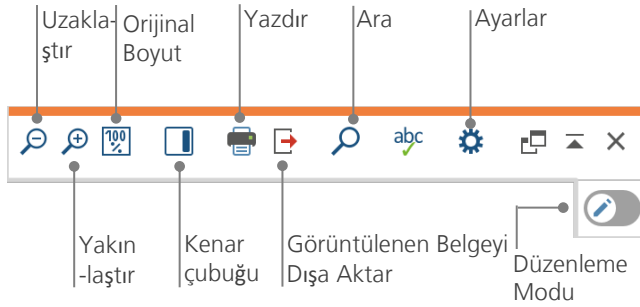 Uzakla-
ştır
Orijinal
Boyut
Yazdır
Ara
Ayarlar
100
%
abc
Yakın
-laştır
Kenar
çubuğu
Görüntülenen Belgeyi
Dışa Aktar
Düzenleme
Modu